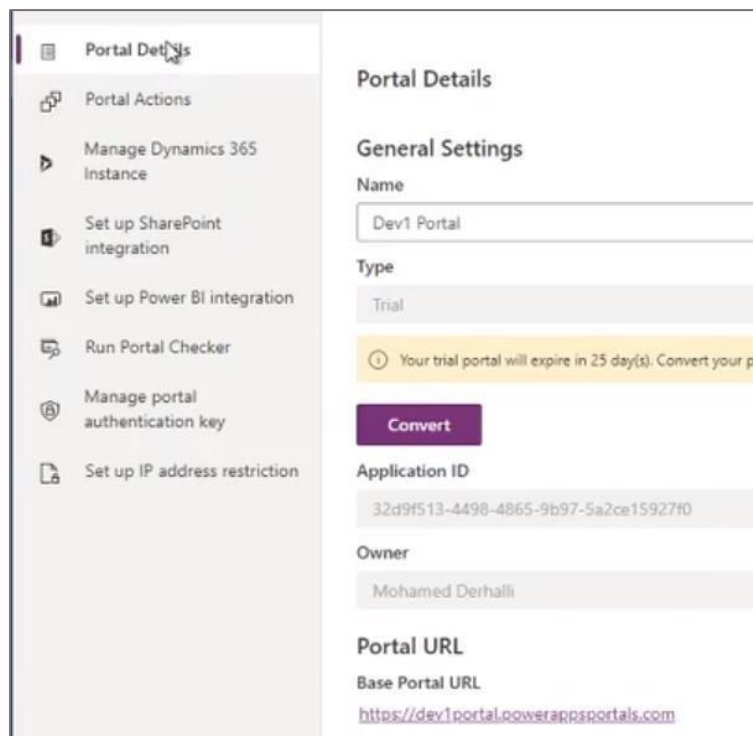 Portal Details
Portal Actions
Manage Dynamics 365
Instance
Set up SharePoint
integration
Set up Power BI integration
Run Portal Checker
Manage portal
authentication key
Set up IP address restriction
Portal Details
General Settings
Name
Dev1 Portal
Type
Trial
Your trial portal will expire in 25 day(s). Convert your p
Convert
Application ID
32d9f513-4498-4865-9b97-5a2ce15927f0
Owner
Mohamed Derhalli
Portal URL
Base Portal URL
https://dev1portal.powerappsportals.com